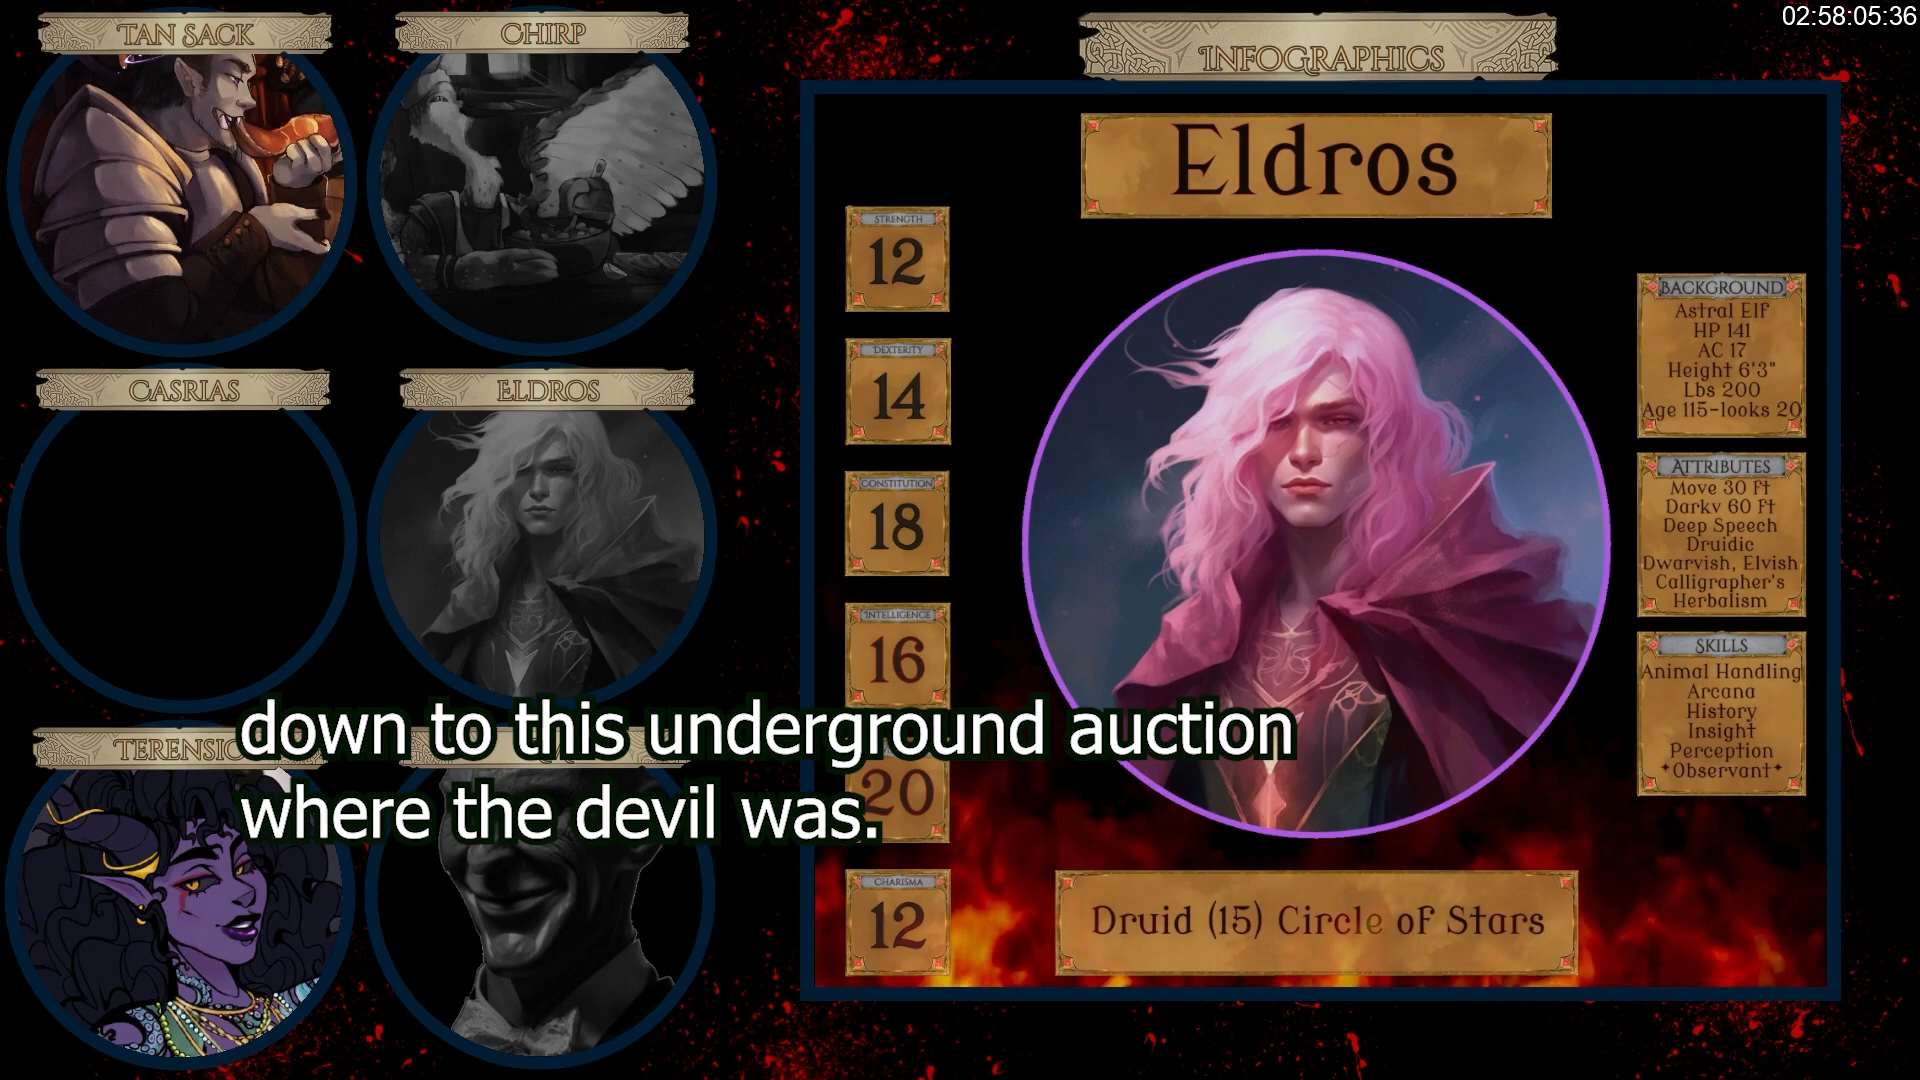 02:58:05:36
TAN SACK
CHIRP
INFOGRAPHICS
Eldros
STRENGTH
12
DEXTERITY
14
CONSTITUTION
18
INTELLIGENCE
16
20
CHARISMA
12
BACKGROUND
Astral Elf
HP 141
AC 17
Height 6'3"
Lbs 200
Age 115-looks 20
ATTRIBUTES
Move 30 ft
Darkv 60 ft
Deep Speech
Druidic
Dwarvish, Elvish
Calligrapher's
Herbalism
SKILLS
Animal Handling
Arcana
History
Insight
Perception
*Observant*
CASRIAS
ELDROS
down to this underground auction
where the devil was.
Druid (15) Circle of Stars